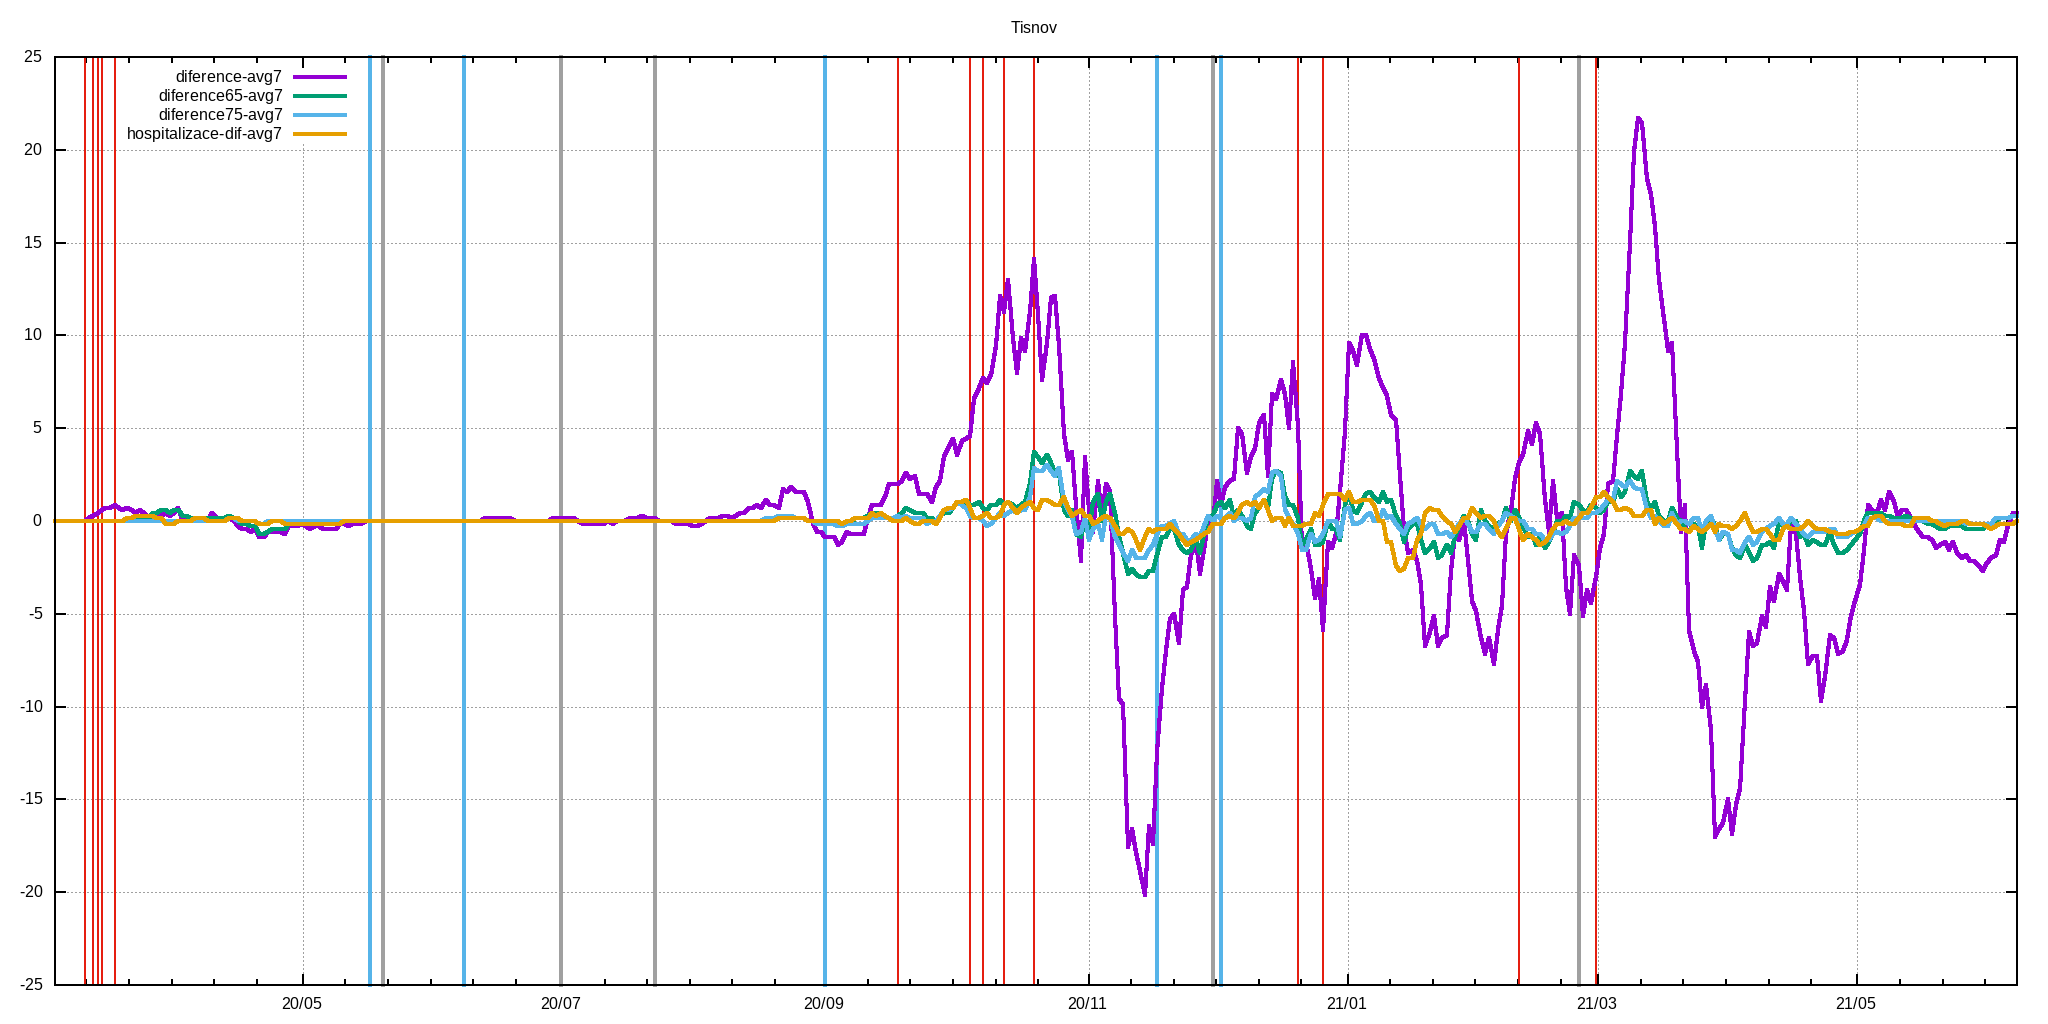 Tisnov
diference-avg7
diference65-avg7
diference75-avg7
hospitalizace-dif-avg7
25
20
15
10
5
0
-5
-10
-15
-20
-25
20/05 20/07 20/09 20/11 21/01 21/03 21/05